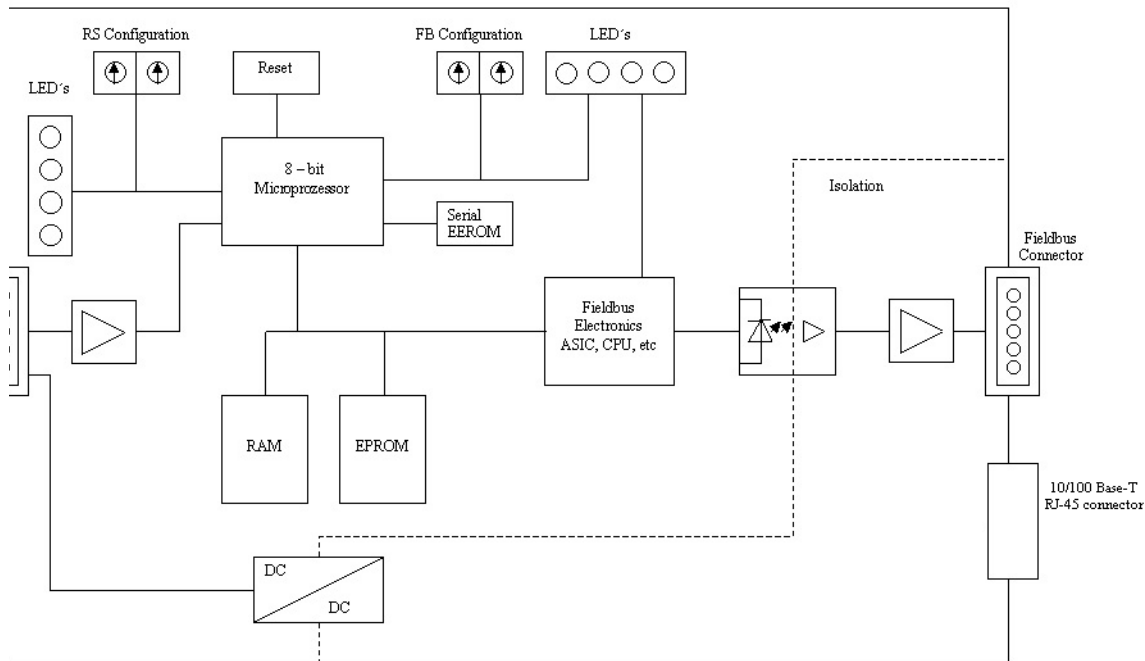 RS Configuration
FB Configuration
LED´s
Reset
LED´s
8 – bit
Microprozessor
Isolation
Serial
EEROM
Fieldbus
Connector
Fieldbus
Electronics
ASIC, CPU, etc
RAM
EPROM
10/100 Base-T
RJ-45 connector
DC
DC